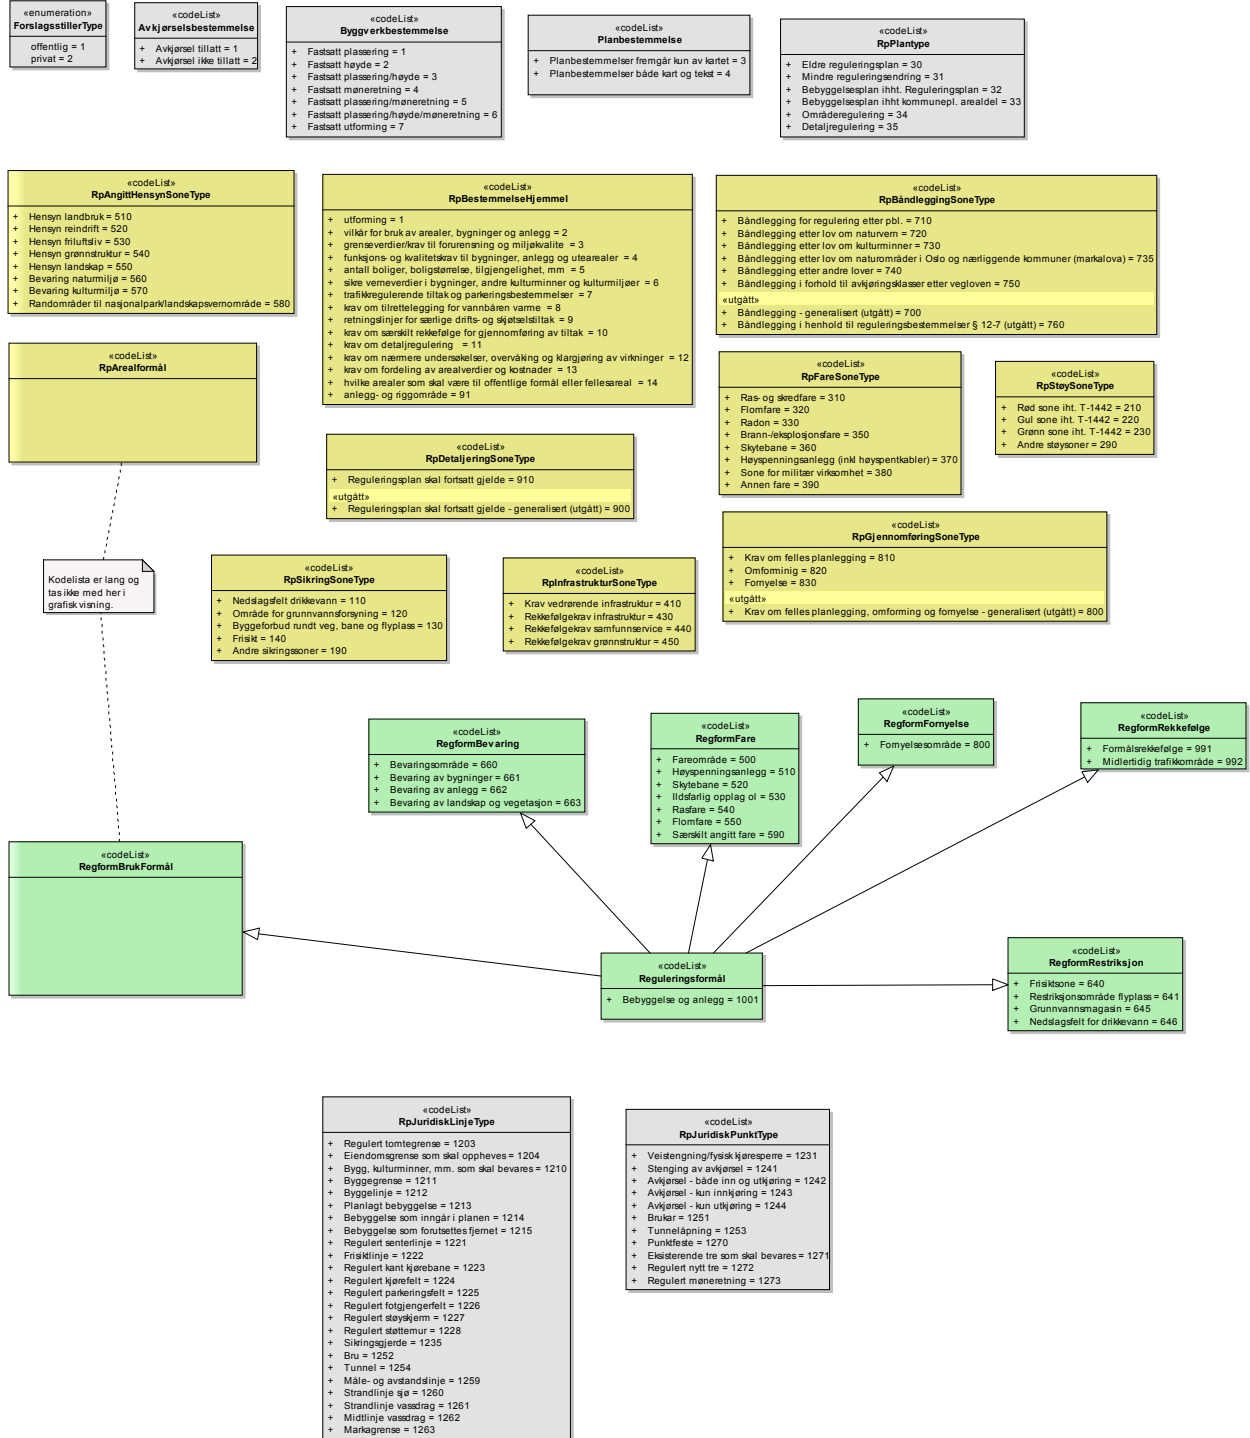 «enumeration»
ForslagsstillerType
offentlig = 1
privat = 2
«codeList»
Avkjørselsbestemmelse
+ Avkjørsel tillatt = 1
+ Avkjørsel ikke tillatt = 2
«codeList»
Byggverkbestemmelse
+ Fastsatt plassering = 1
+ Fastsatt høyde = 2
+ Fastsatt plassering/høyde = 3
+ Fastsatt møneretning = 4
+ Fastsatt plassering/møneretning = 5
+ Fastsatt plassering/høyde/møneretning = 6
+ Fastsatt utforming = 7
«codeList»
Planbestemmelse
+ Planbestemmelser fremgår kun av kartet = 3
+ Planbestemmelser både kart og tekst = 4
«codeList»
RpPlantype
+ Eldre reguleringsplan = 30
+ Mindre reguleringsendring = 31
+ Bebyggelsesplan ihht. Reguleringsplan = 32
+ Bebyggelsesplan ihht kommunepl. arealdel = 33
+ Områderegulering = 34
+ Detaljregulering = 35
«codeList»
RpAngittHensynSoneType
+ Hensyn landbruk = 510
+ Hensyn reindrift = 520
+ Hensyn friluftsliv = 530
+ Hensyn grønnstruktur = 540
+ Hensyn landskap = 550
+ Bevaring naturmiljø = 560
+ Bevaring kulturmiljø = 570
+ Randområder til nasjonalpark/landskapsvernområde = 580
«codeList»
RpBestemmelseHjemmel
+ utforming = 1
+ vilkår for bruk av arealer, bygninger og anlegg = 2
+ grenseverdier/krav til forurensning og miljøkvalite = 3
+ funksjons- og kvalitetskrav til bygninger, anlegg og utearealer = 4
+ antall boliger, boligstørrelse, tilgjengelighet, mm = 5
+ sikre verneverdier i bygninger, andre kulturminner og kulturmiljøer = 6
+ trafikkregulerende tiltak og parkeringsbestemmelser = 7
+ krav om tilrettelegging for vannbåren varme = 8
+ retningslinjer for særlige drifts- og skjøtselstiltak = 9
+ krav om særskilt rekkefølge for gjennomføring av tiltak = 10
+ krav om detaljregulering = 11
+ krav om nærmere undersøkelser, overvåking og klargjøring av virkninger = 12
+ krav om fordeling av arealverdier og kostnader = 13
+ hvilke arealer som skal være til offentlige formål eller fellesareal = 14
+ anlegg- og riggområde = 91
«codeList»
RpBåndleggingSoneType
+ Båndlegging for regulering etter pbl. = 710
+ Båndlegging etter lov om naturvern = 720
+ Båndlegging etter lov om kulturminner = 730
+ Båndlegging etter lov om naturområder i Oslo og nærliggende kommuner (markalova) = 735
+ Båndlegging etter andre lover = 740
+ Båndlegging i forhold til avkjøringsklasser etter vegloven = 750
«utgått»
+ Båndlegging - generalisert (utgått) = 700
+ Båndlegging i henhold til reguleringsbestemmelser § 12-7 (utgått) = 760
«codeList»
RpArealformål
«codeList»
RpFareSoneType
+ Ras- og skredfare = 310
+ Flomfare = 320
+ Radon = 330
+ Brann-/eksplosjonsfare = 350
+ Skytebane = 360
+ Høyspenningsanlegg (inkl høyspentkabler) = 370
+ Sone for militær virksomhet = 380
+ Annen fare = 390
«codeList»
RpStøySoneType
+ Rød sone iht. T-1442 = 210
+ Gul sone iht. T-1442 = 220
+ Grønn sone iht. T-1442 = 230
+ Andre støysoner = 290
«codeList»
RpDetaljeringSoneType
+ Reguleringsplan skal fortsatt gjelde = 910
«utgått»
+ Reguleringsplan skal fortsatt gjelde - generalisert (utgått) = 900
«codeList»
RpGjennomføringSoneType
+ Krav om felles planlegging = 810
+ Omforminig = 820
+ Fornyelse = 830
«utgått»
+ Krav om felles planlegging, omforming og fornyelse - generalisert (utgått) = 800
Kodelista er lang og
tas ikke med her i
grafisk visning.
«codeList»
RpSikringSoneType
+ Nedslagsfelt drikkevann = 110
+ Område for grunnvannsforsyning = 120
+ Byggeforbud rundt veg, bane og flyplass = 130
+ Frisikt = 140
+ Andre sikringssoner = 190
«codeList»
RpInfrastrukturSoneType
+ Krav vedrørende infrastruktur = 410
+ Rekkefølgekrav infrastruktur = 430
+ Rekkefølgekrav samfunnservice = 440
+ Rekkefølgekrav grønnstruktur = 450
«codeList»
RegformBevaring
+ Bevaringsområde = 660
+ Bevaring av bygninger = 661
+ Bevaring av anlegg = 662
+ Bevaring av landskap og vegetasjon = 663
«codeList»
RegformFare
+ Fareområde = 500
+ Høyspenningsanlegg = 510
+ Skytebane = 520
+ Ildsfarlig opplag ol = 530
+ Rasfare = 540
+ Flomfare = 550
+ Særskilt angitt fare = 590
«codeList»
RegformFornyelse
+ Fornyelsesområde = 800
«codeList»
RegformRekkefølge
+ Formålsrekkefølge = 991
+ Midlertidig trafikkområde = 992
«codeList»
RegformBrukFormål
«codeList»
Reguleringsformål
+ Bebyggelse og anlegg = 1001
«codeList»
RegformRestriksjon
+ Frisiktsone = 640
+ Restriksjonsområde flyplass = 641
+ Grunnvannsmagasin = 645
+ Nedslagsfelt for drikkevann = 646
«codeList»
RpJuridiskLinjeType
+ Regulert tomtegrense = 1203
+ Eiendomsgrense som skal oppheves = 1204
+ Bygg, kulturminner, mm. som skal bevares = 1210
+ Byggegrense = 1211
+ Byggelinje = 1212
+ Planlagt bebyggelse = 1213
+ Bebyggelse som inngår i planen = 1214
+ Bebyggelse som forutsettes fjernet = 1215
+ Regulert senterlinje = 1221
+ Frisiktlinje = 1222
+ Regulert kant kjørebane = 1223
+ Regulert kjørefelt = 1224
+ Regulert parkeringsfelt = 1225
+ Regulert fotgjengerfelt = 1226
+ Regulert støyskjerm = 1227
+ Regulert støttemur = 1228
+ Sikringsgjerde = 1235
+ Bru = 1252
+ Tunnel = 1254
+ Måle- og avstandslinje = 1259
+ Strandlinje sjø = 1260
+ Strandlinje vassdrag = 1261
+ Midtlinje vassdrag = 1262
+ Markagrense = 1263
«codeList»
RpJuridiskPunktType
+ Veistengning/fysisk kjøresperre = 1231
+ Stenging av avkjørsel = 1241
+ Avkjørsel - både inn og utkjøring = 1242
+ Avkjørsel - kun innkjøring = 1243
+ Avkjørsel - kun utkjøring = 1244
+ Brukar = 1251
+ Tunnelåpning = 1253
+ Punktfeste = 1270
+ Eksisterende tre som skal bevares = 1271
+ Regulert nytt tre = 1272
+ Regulert møneretning = 1273